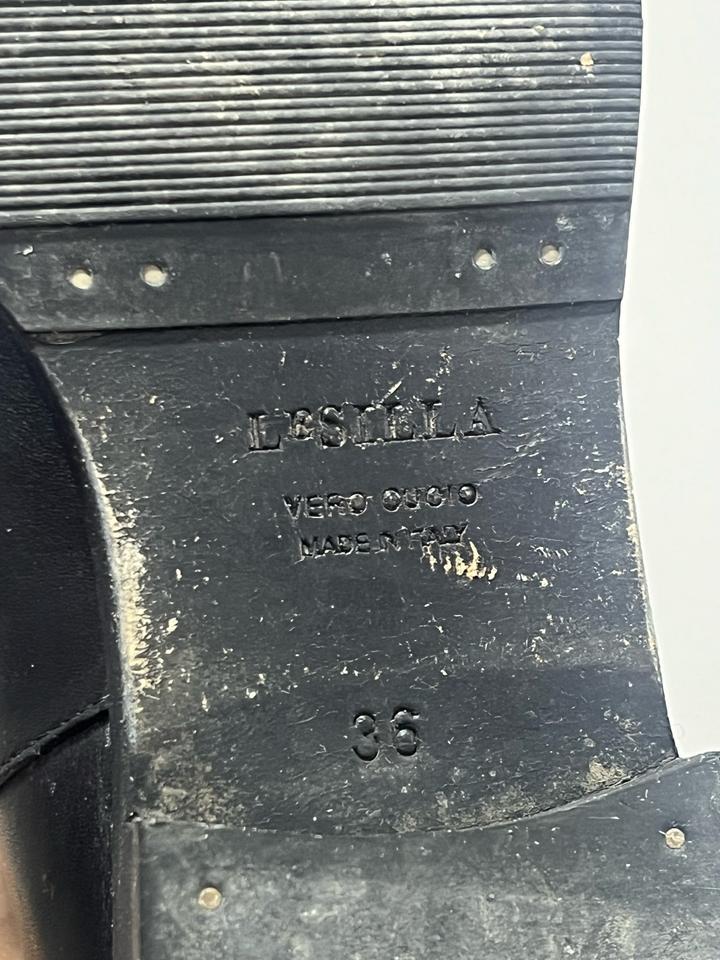 LeSILLA
VERO CUOIO
MADE IN ITALY
36